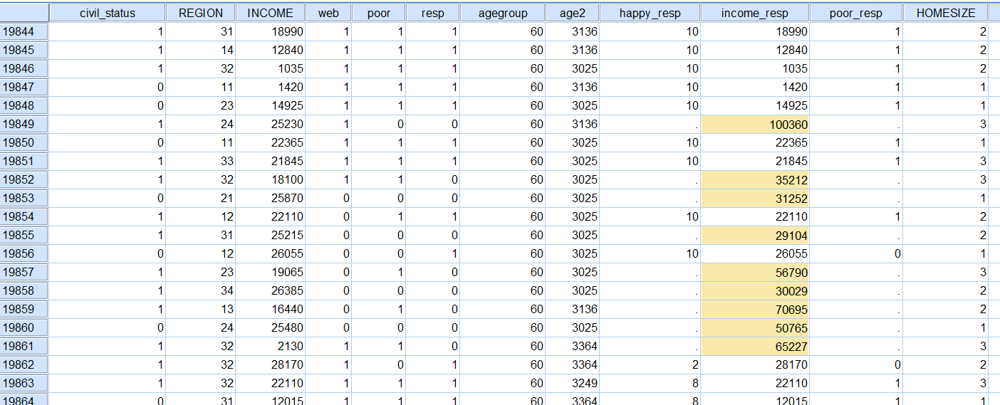 civil_status REGION INCOME web poor resp agegroup age2 happy_resp income_resp poor_resp HOMESIZE
19844 1 31 18990 1 1 1 60 3136 10 18990 1 2
19845 1 14 12840 1 1 1 60 3136 10 12840 1 2
19846 1 32 1035 1 1 1 60 3025 10 1035 1 2
19847 0 11 1420 1 1 1 60 3136 10 1420 1 1
19848 0 23 14925 1 1 1 60 3025 10 14925 1 1
19849 1 24 25230 1 0 0 60 3136 . 100360 . 3
19850 0 11 22365 1 1 1 60 3025 10 22365 1 1
19851 1 33 21845 1 1 1 60 3025 10 21845 1 3
19852 1 32 18100 1 1 0 60 3025 . 35212 . 3
19853 0 21 25870 0 0 0 60 3025 . 31252 . 1
19854 1 12 22110 0 1 1 60 3025 10 22110 1 2
19855 1 31 25215 0 0 0 60 3025 . 29104 . 2
19856 0 12 26055 0 0 1 60 3025 10 26055 0 1
19857 1 23 19065 0 1 0 60 3025 . 56790 . 3
19858 1 34 26385 0 0 0 60 3025 . 30029 . 2
19859 1 13 16440 0 1 0 60 3136 . 70695 . 2
19860 0 24 25480 0 0 0 60 3025 . 50765 . 1
19861 1 32 2130 1 1 0 60 3364 . 65227 . 3
19862 1 32 28170 1 0 1 60 3364 2 28170 0 2
19863 1 32 22110 1 1 1 60 3249 8 22110 1 3
19864 0 31 12015 1 1 1 60 3364 8 12015 1 1